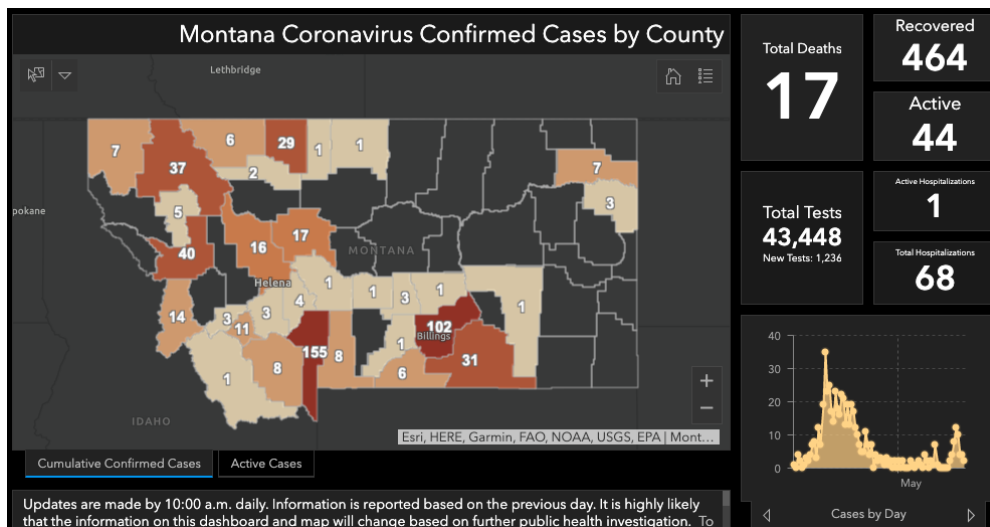 Montana Coronavirus Confirmed Cases by County
Lethbridge
7
6
29
1
1
37
2
7
5
3
pokane
40
16
17
MONTANA
Helena
1
1
3
1
1
14
3
11
3
4
102
Billings
155
8
1
31
1
8
6
IDAHO
+
−
Esri, HERE, Garmin, FAO, NOAA, USGS, EPA | Mont...
Cumulative Confirmed Cases
Active Cases
Updates are made by 10:00 a.m. daily. Information is reported based on the previous day. It is highly likely
that the information on this dashboard and map will change based on further public health investigation. To
Total Deaths
17
Recovered
464
Active
44
Total Tests
43,448
New Tests: 1,236
Active Hospitalizations
1
Total Hospitalizations
68
40
30
20
10
0
May
Cases by Day